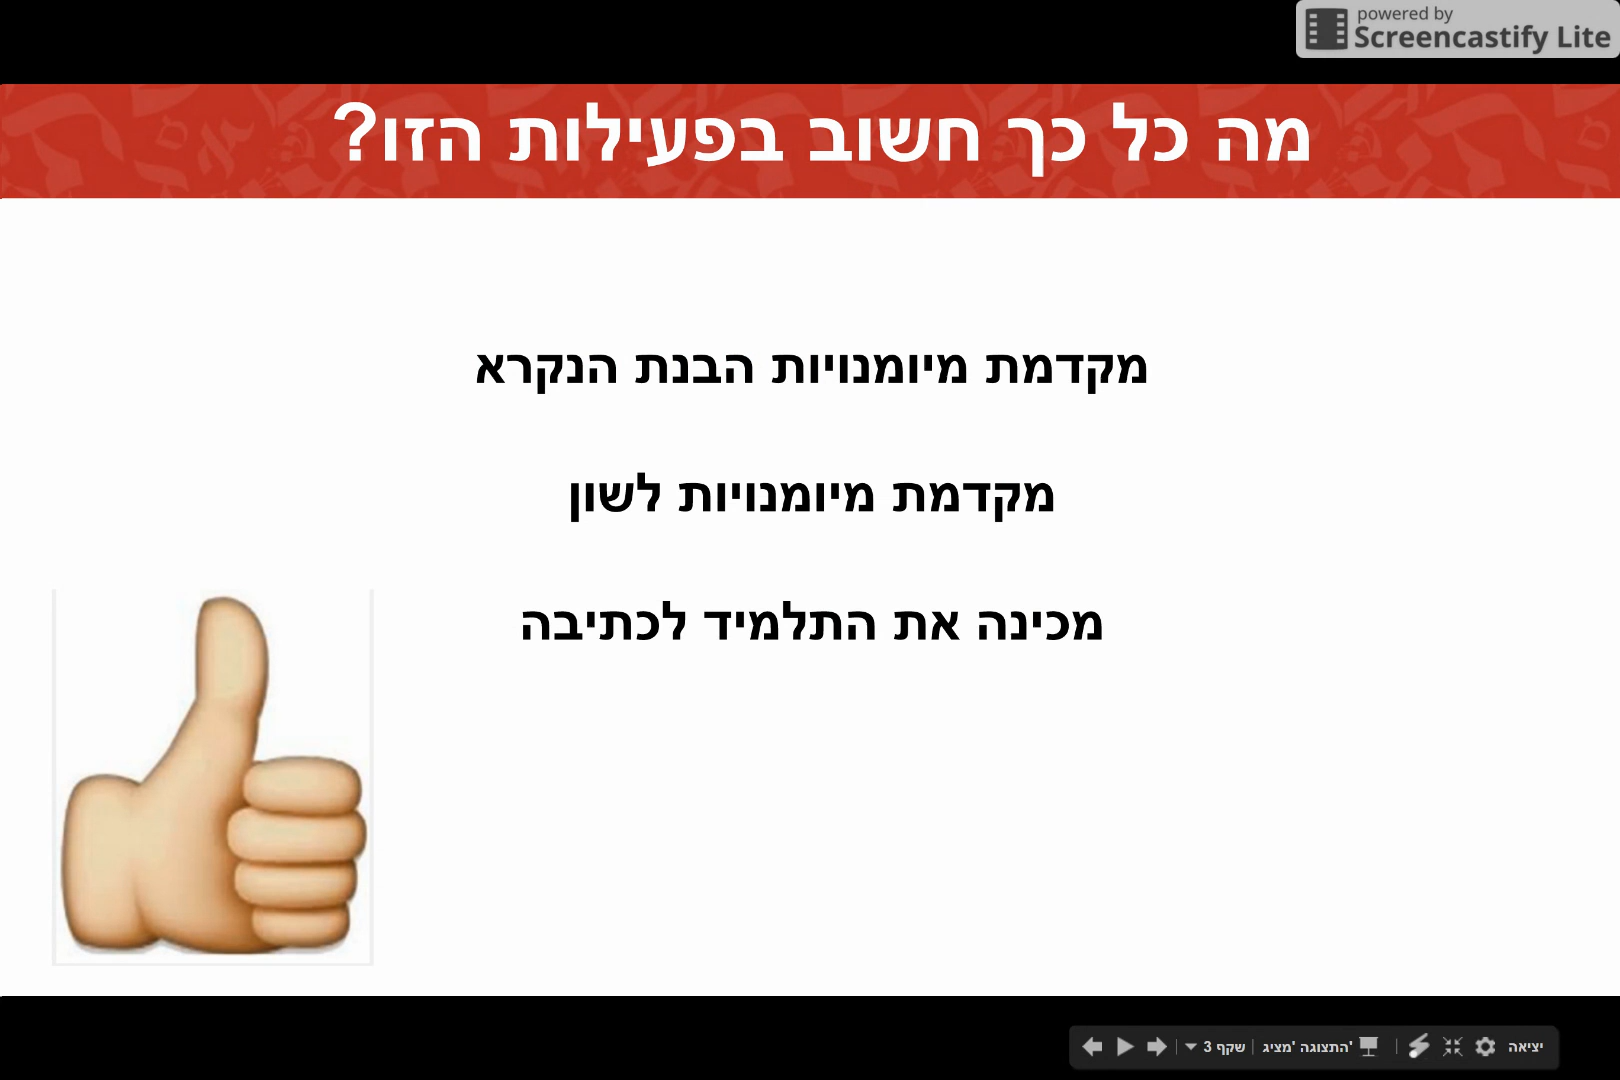 powered by
Screencastify Lite
מה כל כך חשוב בפעילות הזו?
מקדמת מיומנויות הבנת הנקרא
מקדמת מיומנויות לשון
מכינה את התלמיד לכתיבה
יציאה | התצוגה 'מציג' | שקף 3